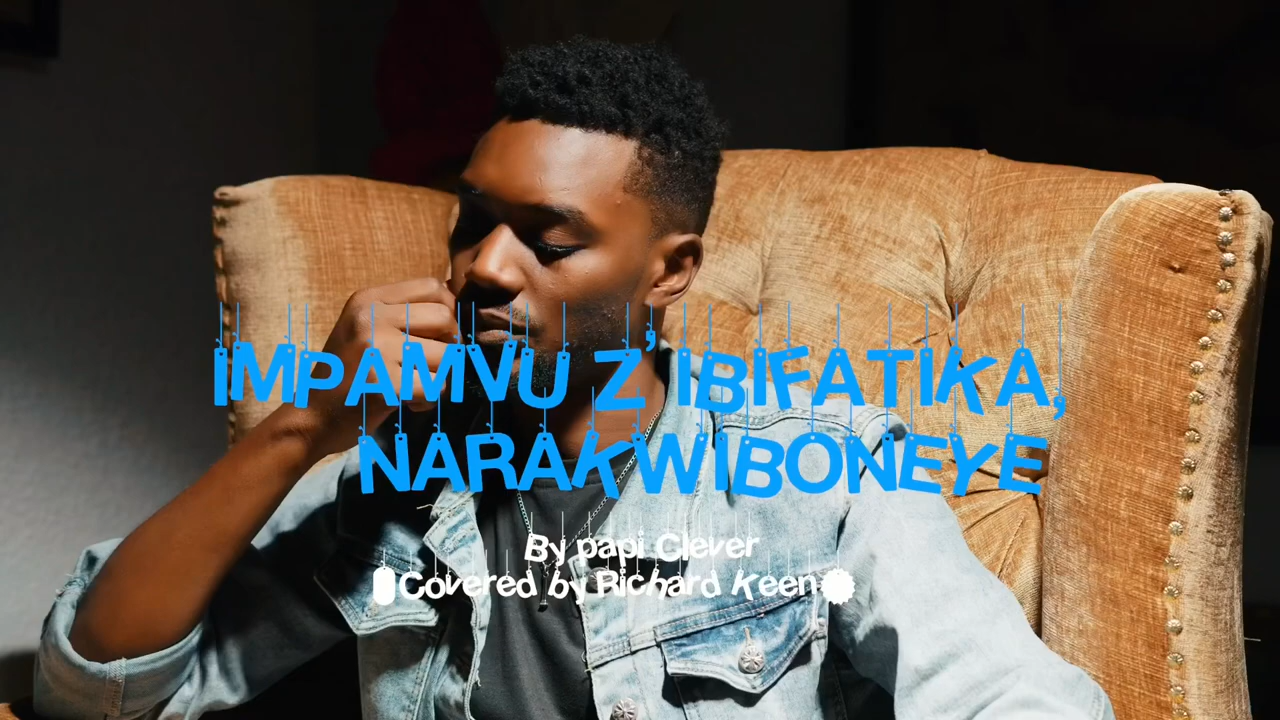 IMPAMVU Z'IBIFATIKA,
NARAKWIBONEYE
By papi Clever
Covered by Richard Keen